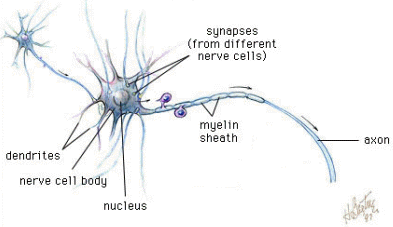 synapses
(from different
nerve cells)
myelin
sheath
axon
dendrites
nerve cell body
nucleus